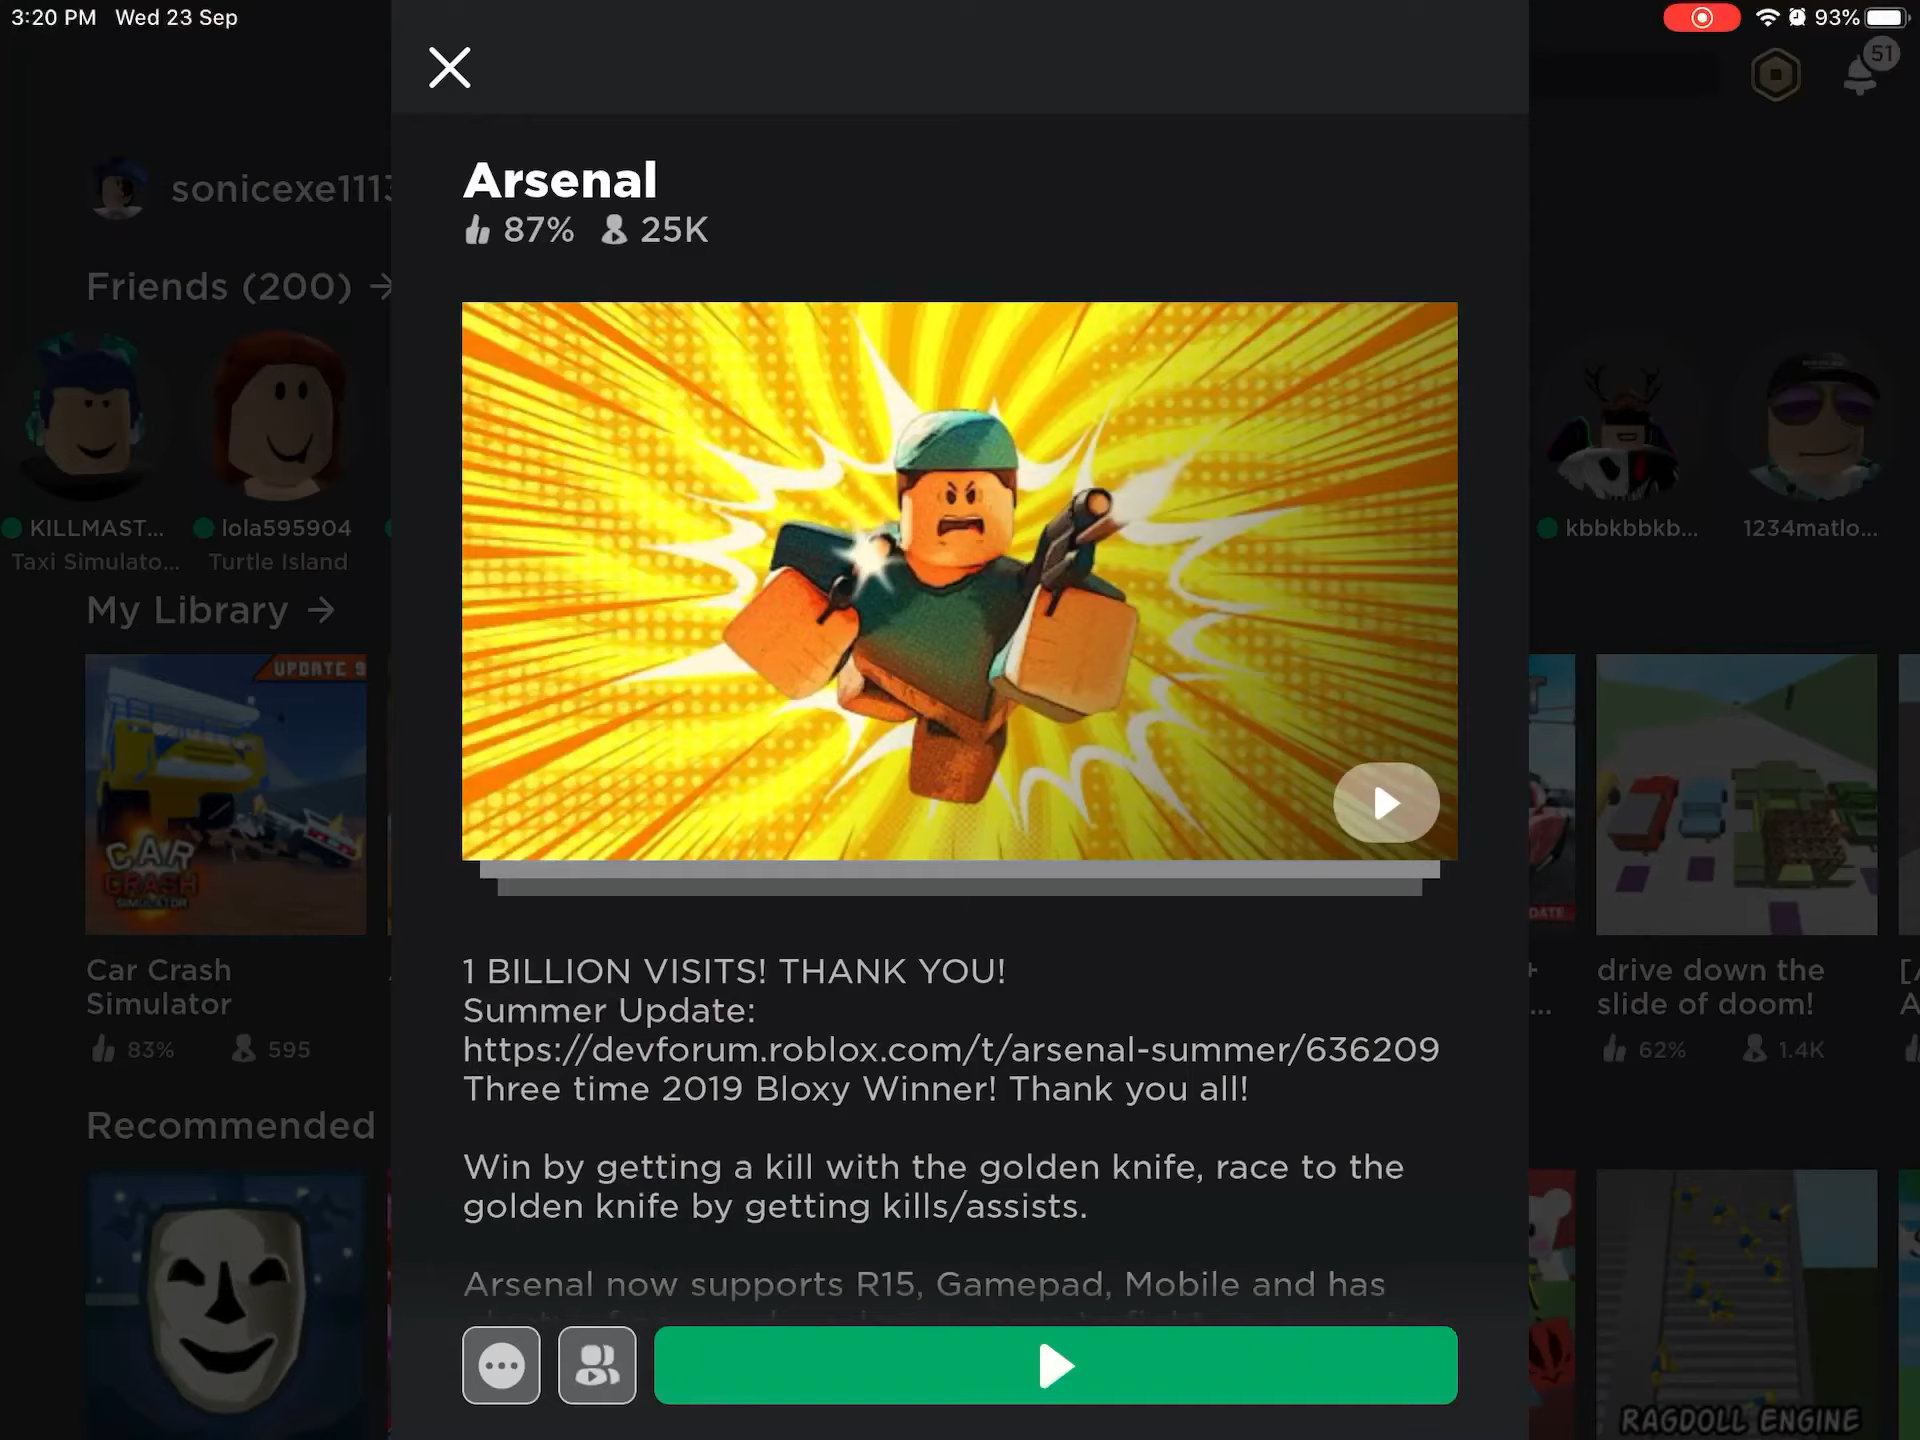 3:20 PM Wed 23 Sep
93%
51
Arsenal
87% 25K
sonicexe1113
Friends (200)
KILLMAST...
lola595904
kbbkbbkb...
1234matlo...
Taxi Simulato...
Turtle Island
My Library
UPDATE 9
CAR
CRASH
SIMULATOR
Car Crash
Simulator
83% 595
DATE
drive down the
slide of doom!
62% 1.4K
Recommended
RAGDOLL ENGINE
1 BILLION VISITS! THANK YOU!
Summer Update:
https://devforum.roblox.com/t/arsenal-summer/636209
Three time 2019 Bloxy Winner! Thank you all!
Win by getting a kill with the golden knife, race to the
golden knife by getting kills/assists.
Arsenal now supports R15, Gamepad, Mobile and has